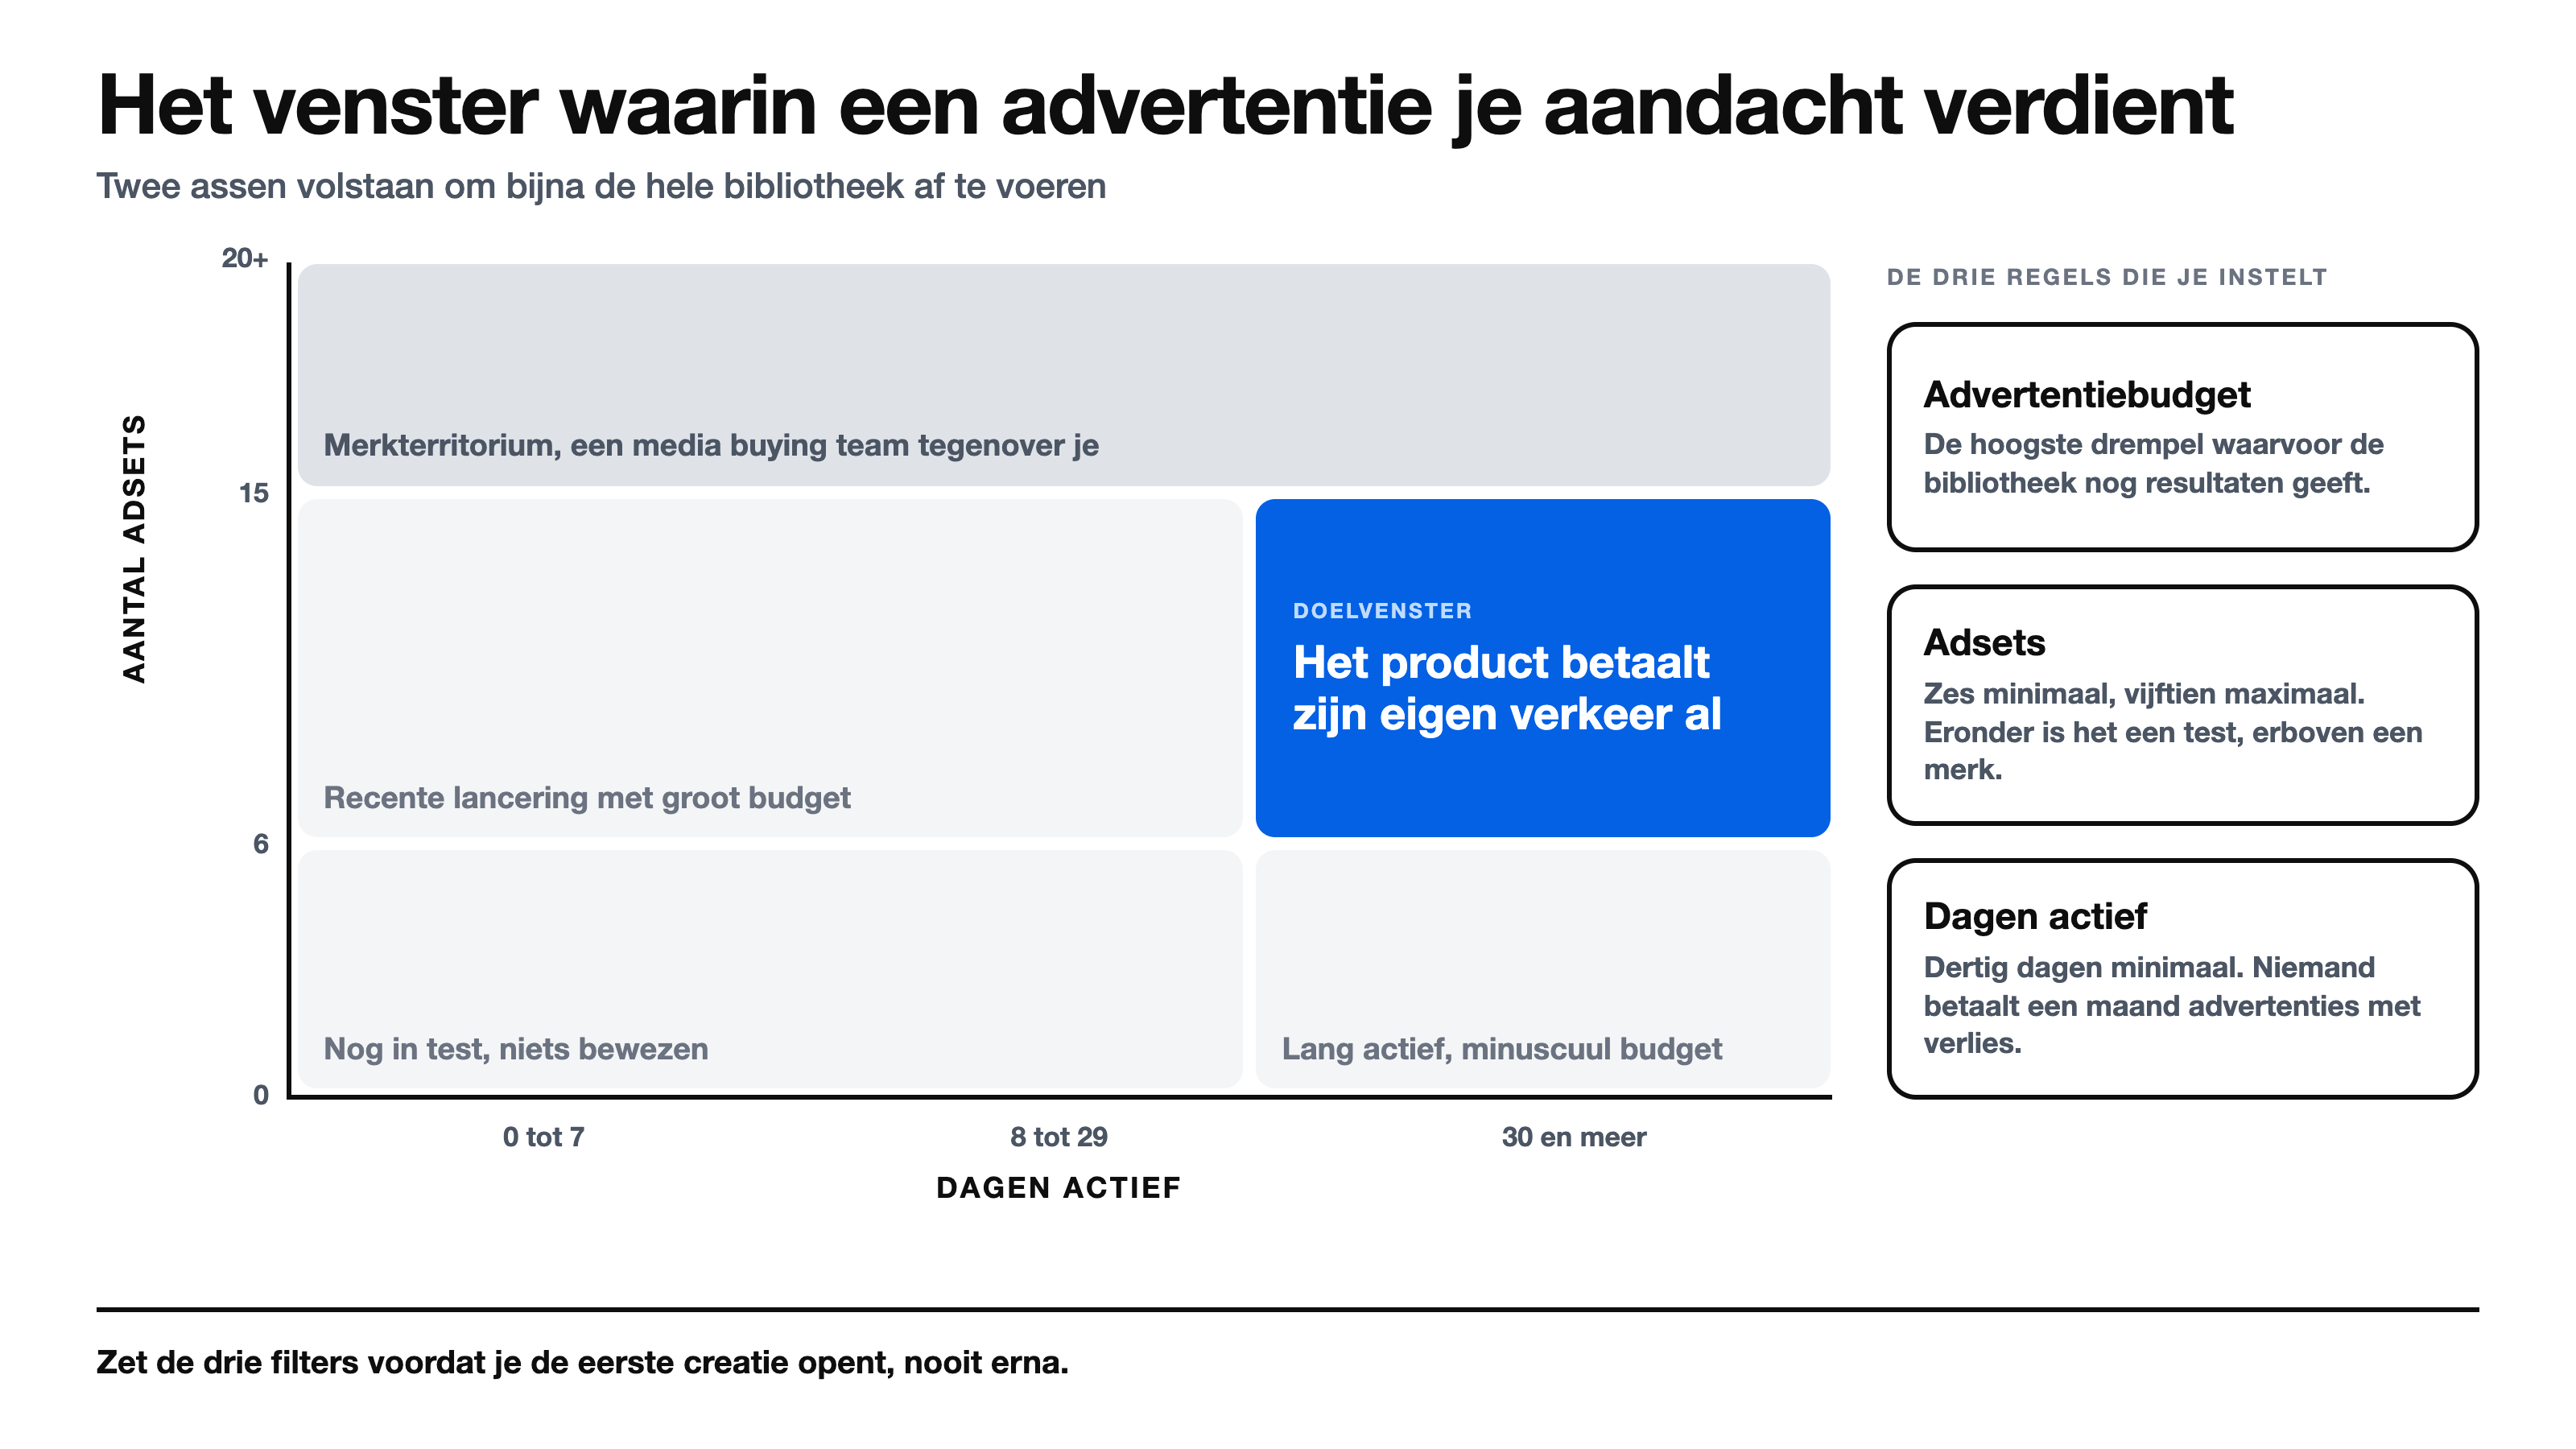 Het venster waarin een advertentie je aandacht verdient
Twee assen volstaan om bijna de hele bibliotheek af te voeren
AANTAL ADSETS
20+
15
6
0
Merkterritorium, een media buying team tegenover je
Recente lancering met groot budget
DOELVENSTER
Het product betaalt
zijn eigen verkeer al
Nog in test, niets bewezen
Lang actief, minuscuul budget
0 tot 7
8 tot 29
30 en meer
DAGEN ACTIEF
DE DRIE REGELS DIE JE INSTELT
Advertentiebudget
De hoogste drempel waarvoor de
bibliotheek nog resultaten geeft.
Adsets
Zes minimaal, vijftien maximaal.
Eronder is het een test, erboven een
merk.
Dagen actief
Dertig dagen minimaal. Niemand
betaalt een maand advertenties met
verlies.
Zet de drie filters voordat je de eerste creatie opent, nooit erna.